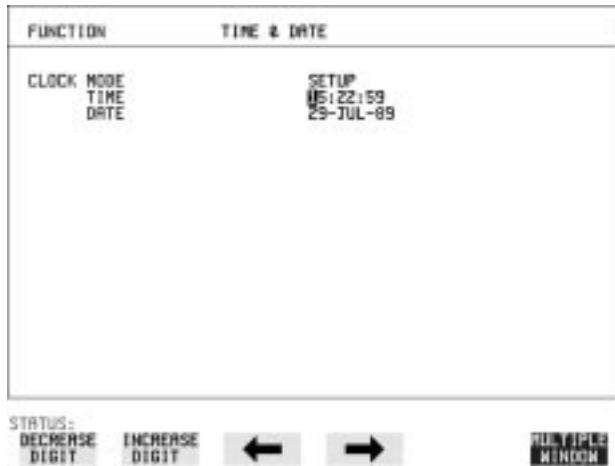 FUNCTION TIME & DATE
CLOCK MODE SETUP
TIME 05:22:59
DATE 29-JUL-89
STATUS:
DECREASE DIGIT INCREASE DIGIT MULTIPLE WINDOW